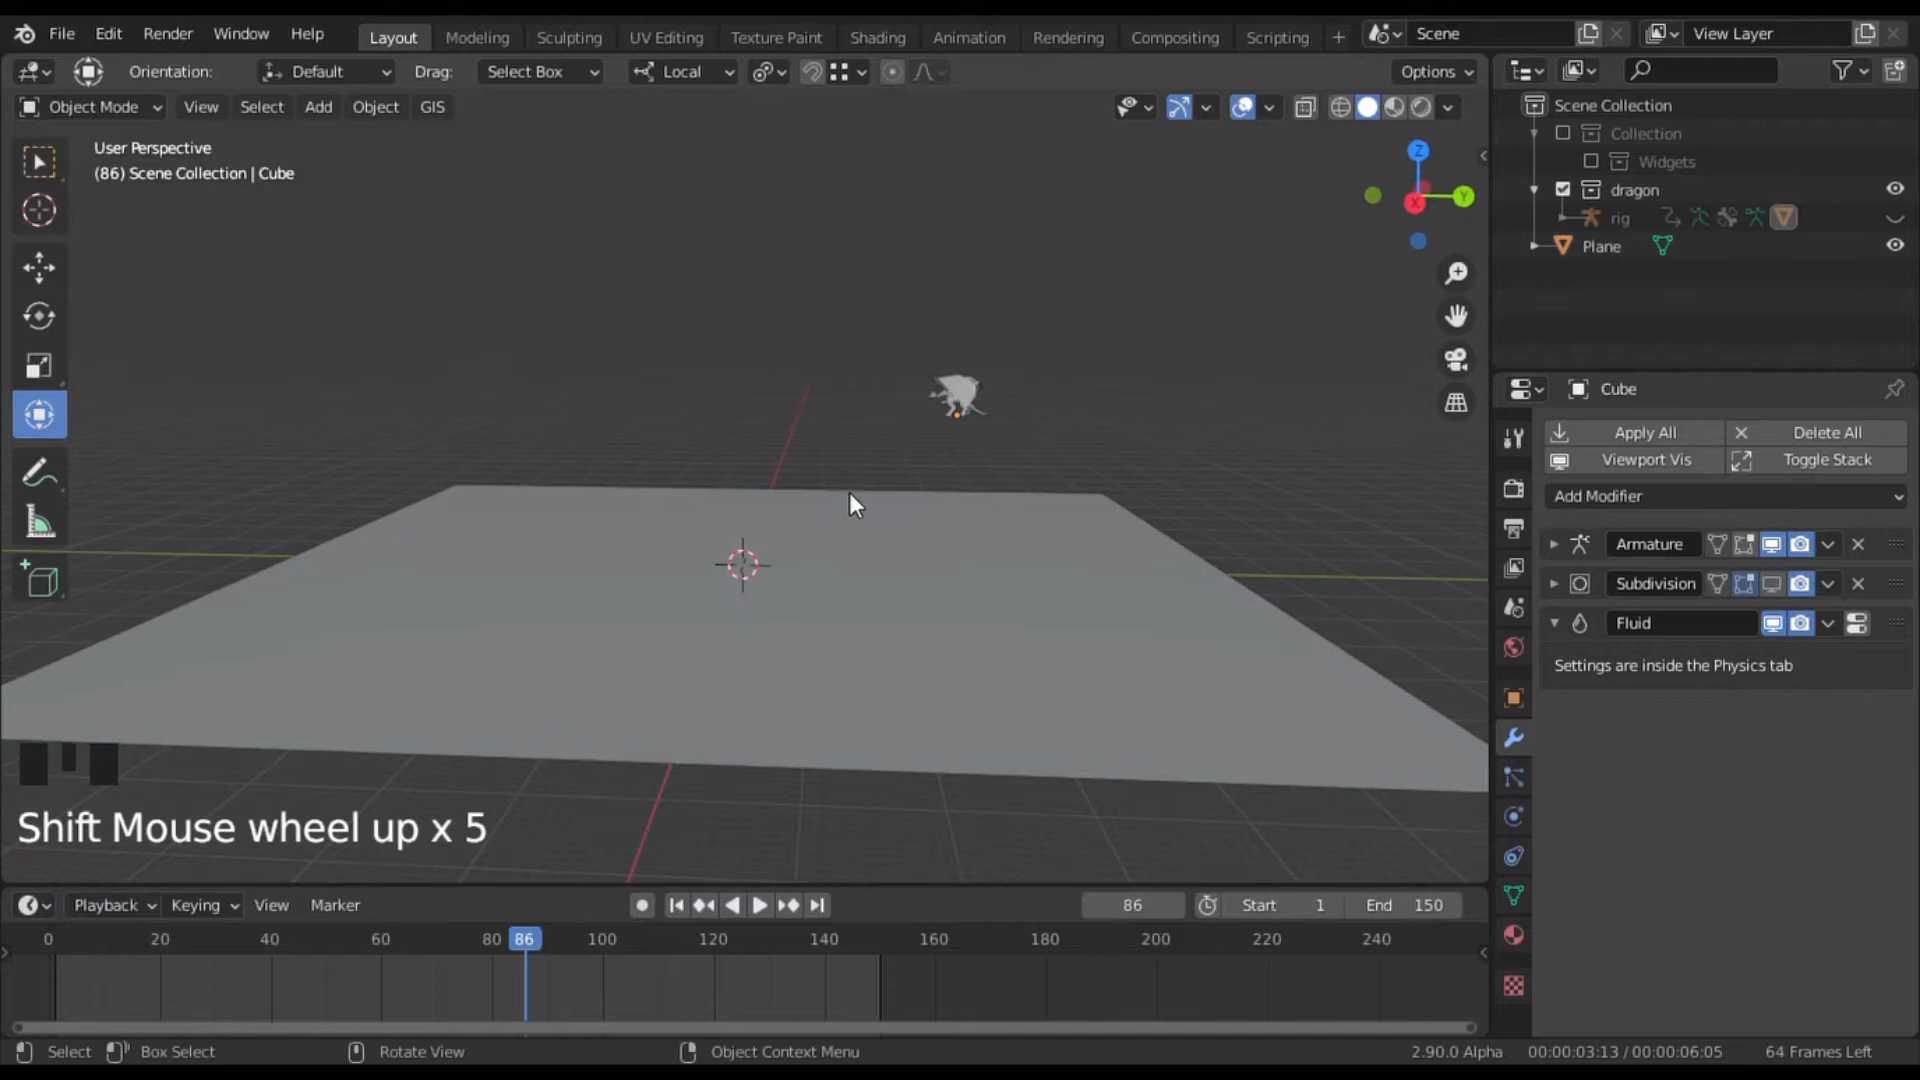 File Edit Render Window Help Layout Modeling Sculpting UV Editing Texture Paint Shading Animation Rendering Compositing Scripting + Scene View Layer
Orientation: Default Drag: Select Box Local Options
Object Mode View Select Add Object GIS
User Perspective
(86) Scene Collection | Cube
Z
Y
X
Scene Collection
Collection
Widgets
dragon
rig
Plane
Cube
Apply All Delete All
Viewport Vis Toggle Stack
Add Modifier
Armature
Subdivision
Fluid
Settings are inside the Physics tab
Shift Mouse wheel up x 5
Playback Keying View Marker 86 Start 1 End 150
0 20 40 60 80 86 100 120 140 160 180 200 220 240
Select Box Select Rotate View Object Context Menu 2.90.0 Alpha 00:00:03:13 / 00:00:06:05 64 Frames Left